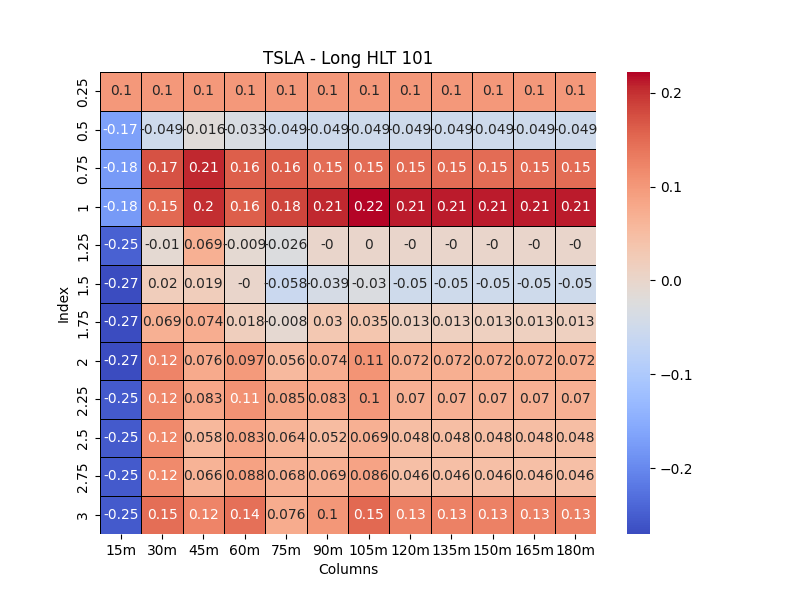 TSLA - Long HLT 101
0.25 0.1 0.1 0.1 0.1 0.1 0.1 0.1 0.1 0.1 0.1 0.1 0.1
0.5 -0.17 -0.049 -0.016 -0.033 -0.049 -0.049 -0.049 -0.049 -0.049 -0.049 -0.049 -0.049
0.75 -0.18 0.17 0.21 0.16 0.16 0.15 0.15 0.15 0.15 0.15 0.15 0.15
1 -0.18 0.15 0.2 0.16 0.18 0.21 0.22 0.21 0.21 0.21 0.21 0.21
1.25 -0.25 -0.01 0.069 -0.009 -0.026 -0 0 -0 -0 -0 -0 -0
1.5 -0.27 0.02 0.019 -0 -0.058 -0.039 -0.03 -0.05 -0.05 -0.05 -0.05 -0.05
1.75 -0.27 0.069 0.074 0.018 -0.008 0.03 0.035 0.013 0.013 0.013 0.013 0.013
2 -0.27 0.12 0.076 0.097 0.056 0.074 0.11 0.072 0.072 0.072 0.072 0.072
2.25 -0.25 0.12 0.083 0.11 0.085 0.083 0.1 0.07 0.07 0.07 0.07 0.07
2.5 -0.25 0.12 0.058 0.083 0.064 0.052 0.069 0.048 0.048 0.048 0.048 0.048
2.75 -0.25 0.12 0.066 0.088 0.068 0.069 0.086 0.046 0.046 0.046 0.046 0.046
3 -0.25 0.15 0.12 0.14 0.076 0.1 0.15 0.13 0.13 0.13 0.13 0.13
15m 30m 45m 60m 75m 90m 105m 120m 135m 150m 165m 180m
Columns
Index
0.2
0.1
0.0
−0.1
−0.2